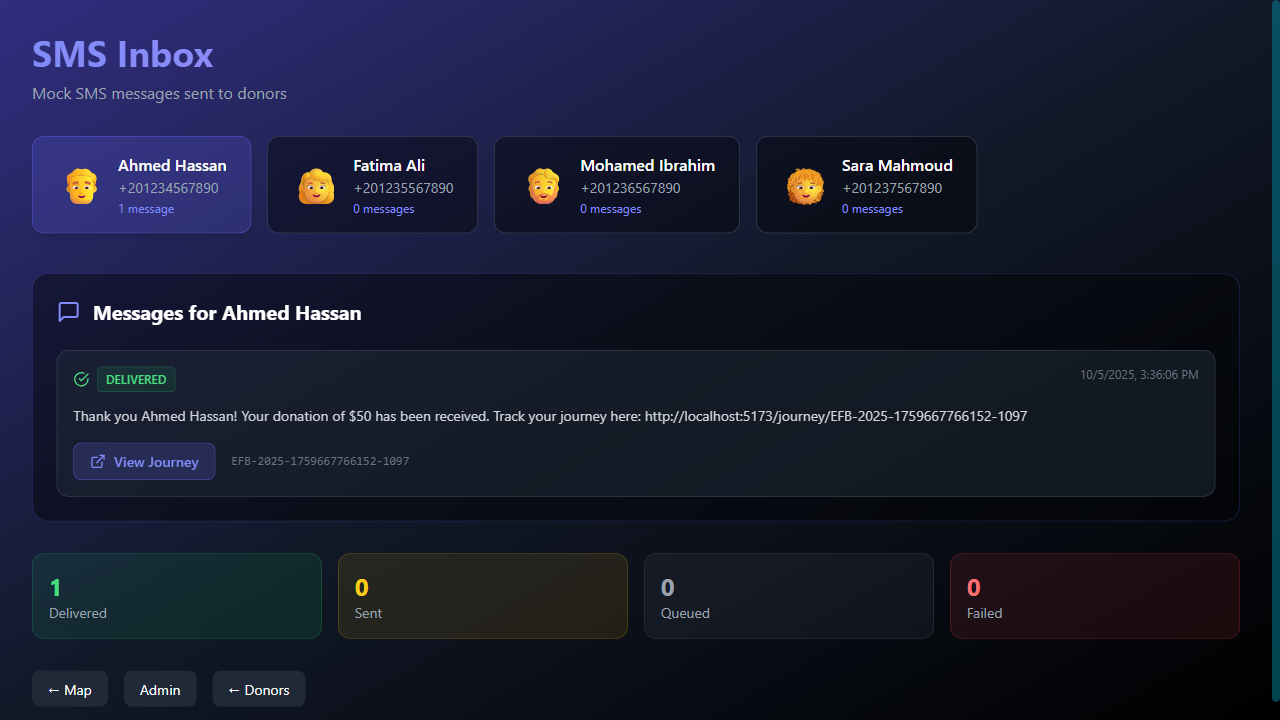 SMS Inbox
Mock SMS messages sent to donors
Ahmed Hassan
+201234567890
1 message
Fatima Ali
+201235567890
0 messages
Mohamed Ibrahim
+201236567890
0 messages
Sara Mahmoud
+201237567890
0 messages
Messages for Ahmed Hassan
DELIVERED
10/5/2025, 3:36:06 PM
Thank you Ahmed Hassan! Your donation of $50 has been received. Track your journey here: http://localhost:5173/journey/EFB-2025-1759667766152-1097
View Journey
EFB-2025-1759667766152-1097
1
Delivered
0
Sent
0
Queued
0
Failed
← Map
Admin
← Donors